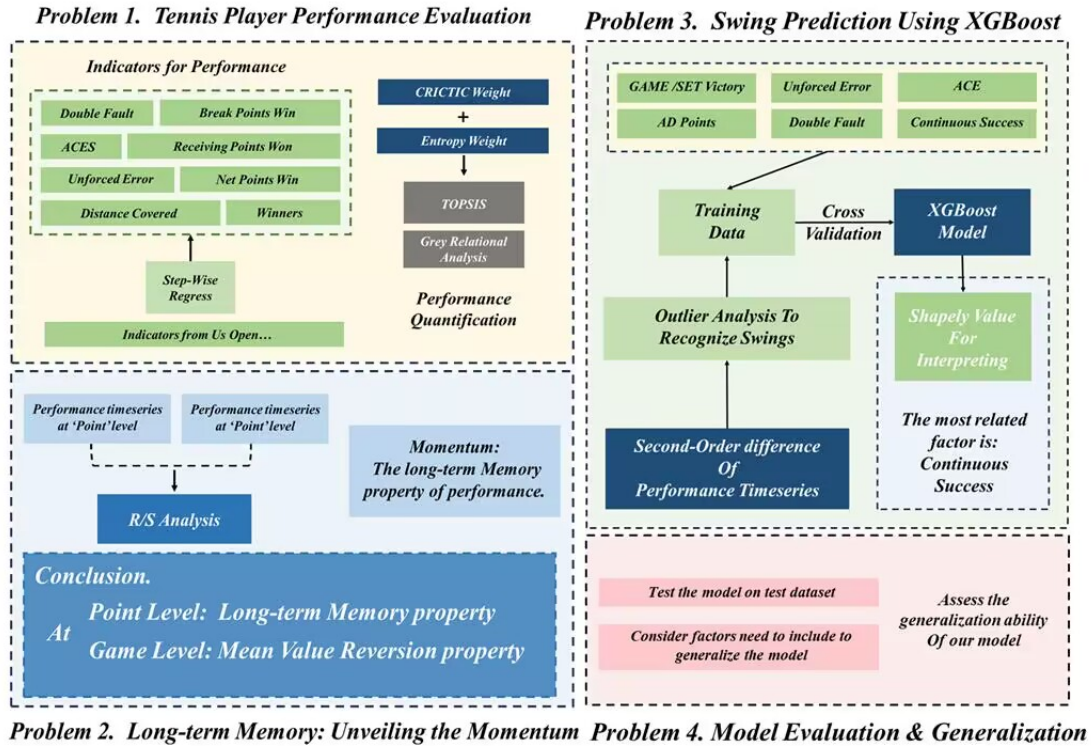 Problem 1. Tennis Player Performance Evaluation
Indicators for Performance
Double Fault
Break Points Win
ACES
Receiving Points Won
Unforced Error
Net Points Win
Distance Covered
Winners
Step-Wise
Regress
Indicators from Us Open…
CRICTIC Weight
+
Entropy Weight
TOPSIS
Grey Relational
Analysis
Performance
Quantification
Performance timeseries
at ‘Point’level
Performance timeseries
at ‘Point’level
R/S Analysis
Momentum:
The long-term Memory
property of performance.
Conclusion.
At
Point Level: Long-term Memory property
Game Level: Mean Value Reversion property
Problem 2. Long-term Memory: Unveiling the Momentum
Problem 3. Swing Prediction Using XGBoost
GAME /SET Victory
Unforced Error
ACE
AD Points
Double Fault
Continuous Success
Training
Data
Cross
Validation
XGBoost
Model
Outlier Analysis To
Recognize Swings
Shapely Value
For
Interpreting
Second-Order difference
Of
Performance Timeseries
The most related
factor is:
Continuous
Success
Test the model on test dataset
Consider factors need to include to
generalize the model
Assess the
generalization ability
Of our model
Problem 4. Model Evaluation & Generalization